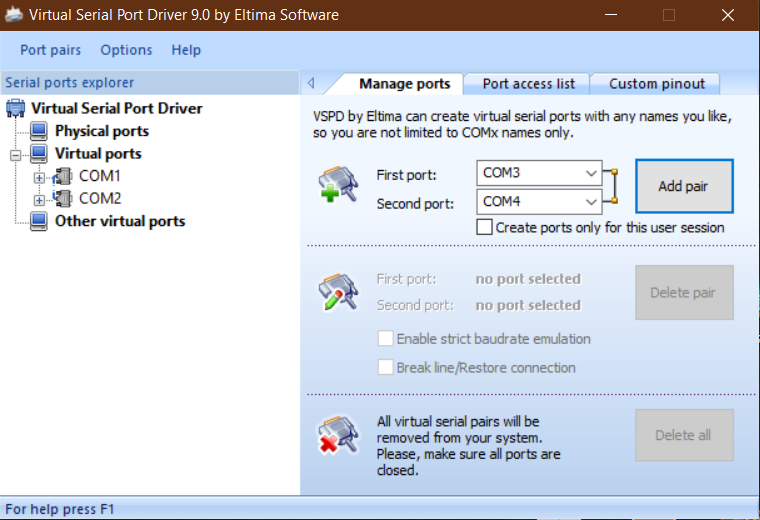 Virtual Serial Port Driver 9.0 by Eltima Software
Port pairs Options Help
Serial ports explorer
Virtual Serial Port Driver
Physical ports
Virtual ports
COM1
COM2
Other virtual ports
Manage ports Port access list Custom pinout
VSPD by Eltima can create virtual serial ports with any names you like,
so you are not limited to COMx names only.
First port: COM3
Second port: COM4
Add pair
Create ports only for this user session
First port: no port selected
Second port: no port selected
Delete pair
Enable strict baudrate emulation
Break line/Restore connection
All virtual serial pairs will be
removed from your system.
Please, make sure all ports are
closed.
Delete all
For help press F1